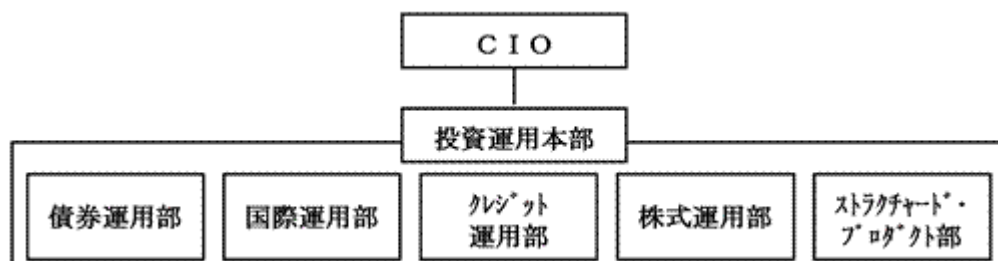 ＣＩＯ
投資運用本部
債券運用部
国際運用部
ｸﾚｼﾞｯﾄ
運用部
株式運用部
ｽﾄﾗｸﾁｬｰﾄﾞ・
ﾌﾟﾛﾀﾞｸﾄ部